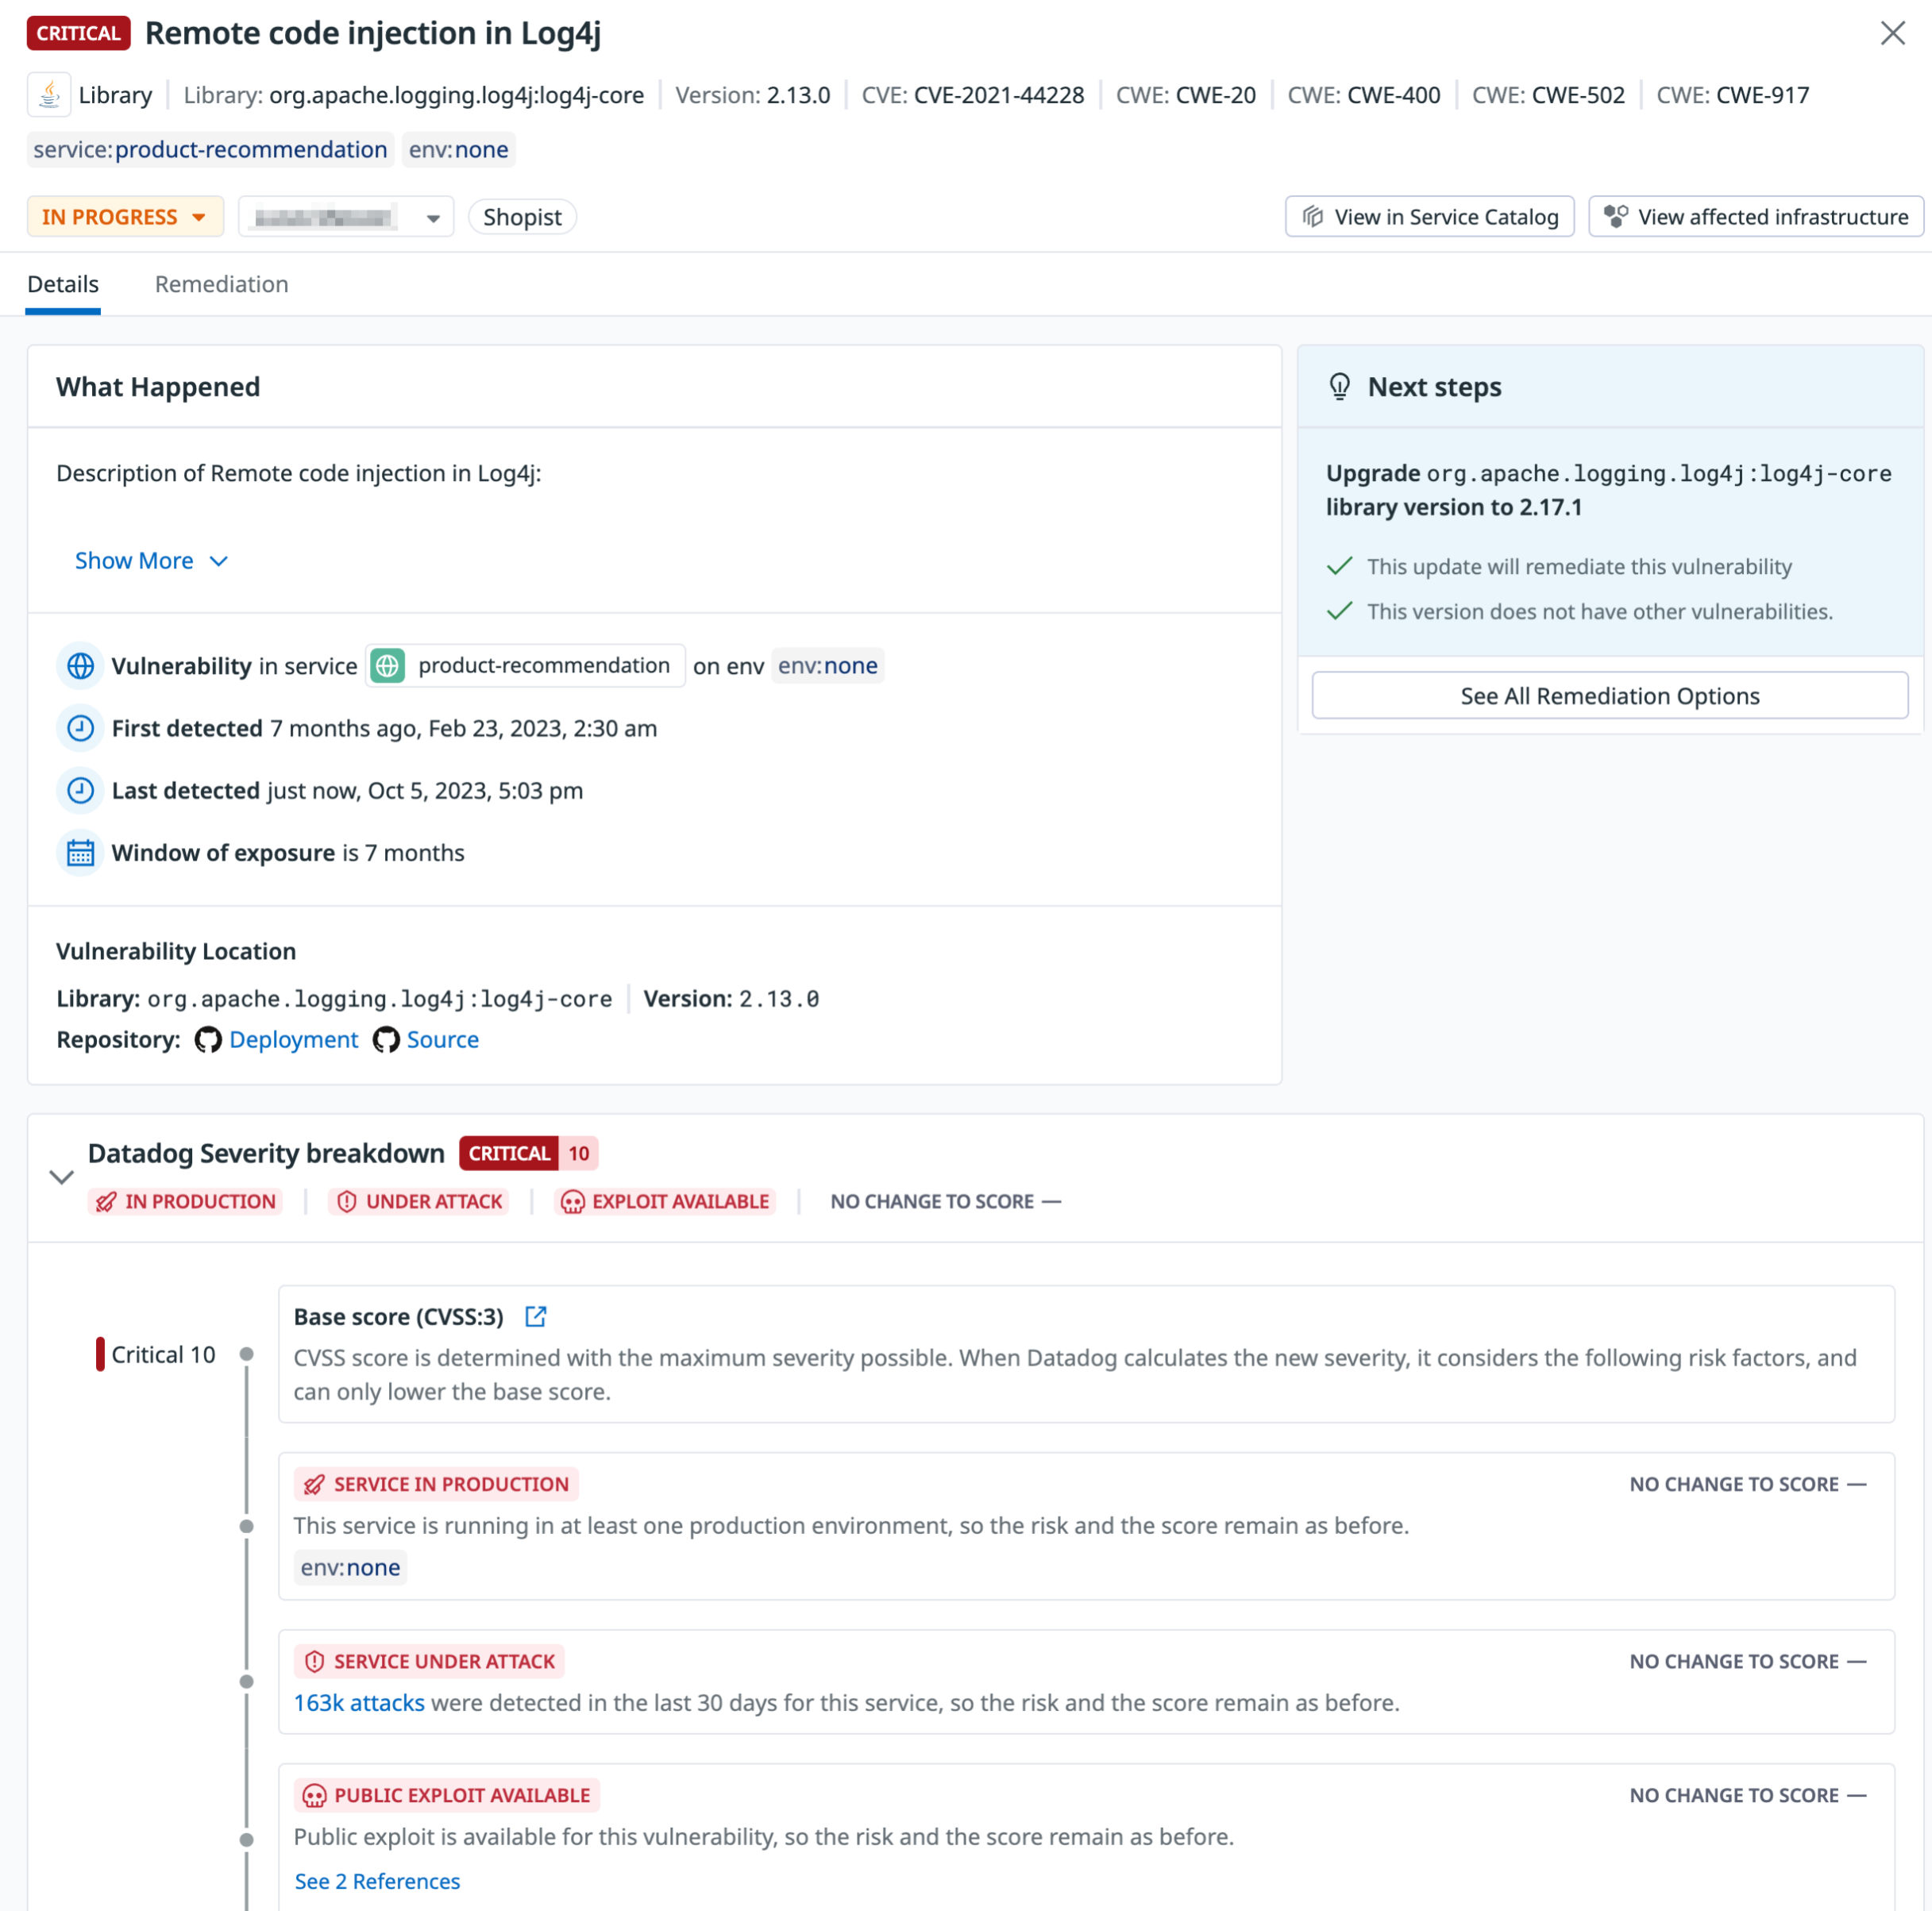 CRITICAL Remote code injection in Log4j
Library Library: org.apache.logging.log4j:log4j-core Version: 2.13.0 CVE: CVE-2021-44228 CWE: CWE-20 CWE: CWE-400 CWE: CWE-502 CWE: CWE-917
service:product-recommendation env:none
IN PROGRESS Shopist View in Service Catalog View affected infrastructure
Details Remediation
What Happened
Description of Remote code injection in Log4j:
Show More
Vulnerability in service product-recommendation on env env:none
First detected 7 months ago, Feb 23, 2023, 2:30 am
Last detected just now, Oct 5, 2023, 5:03 pm
Window of exposure is 7 months
Vulnerability Location
Library: org.apache.logging.log4j:log4j-core Version: 2.13.0
Repository: Deployment Source
Next steps
Upgrade org.apache.logging.log4j:log4j-core
library version to 2.17.1
This update will remediate this vulnerability
This version does not have other vulnerabilities.
See All Remediation Options
Datadog Severity breakdown CRITICAL 10
IN PRODUCTION UNDER ATTACK EXPLOIT AVAILABLE NO CHANGE TO SCORE —
Critical 10
Base score (CVSS:3)
CVSS score is determined with the maximum severity possible. When Datadog calculates the new severity, it considers the following risk factors, and
can only lower the base score.
SERVICE IN PRODUCTION NO CHANGE TO SCORE —
This service is running in at least one production environment, so the risk and the score remain as before.
env:none
SERVICE UNDER ATTACK NO CHANGE TO SCORE —
163k attacks were detected in the last 30 days for this service, so the risk and the score remain as before.
PUBLIC EXPLOIT AVAILABLE NO CHANGE TO SCORE —
Public exploit is available for this vulnerability, so the risk and the score remain as before.
See 2 References